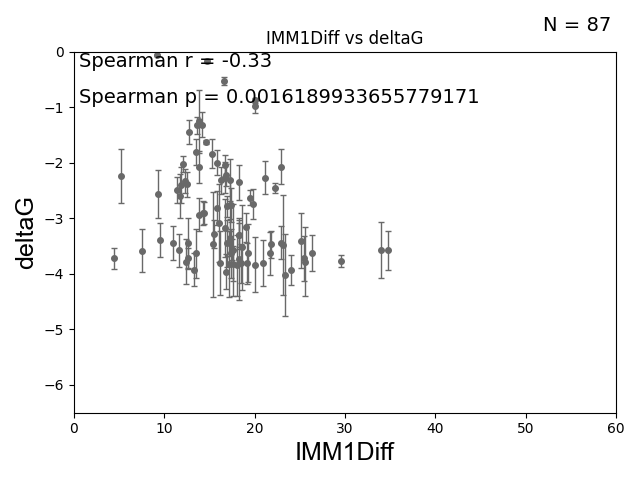 N = 87
IMM1Diff vs deltaG
Spearman r = -0.33
Spearman p = 0.0016189933655779171
0
−1
−2
−3
−4
−5
−6
deltaG
0 10 20 30 40 50 60
IMM1Diff